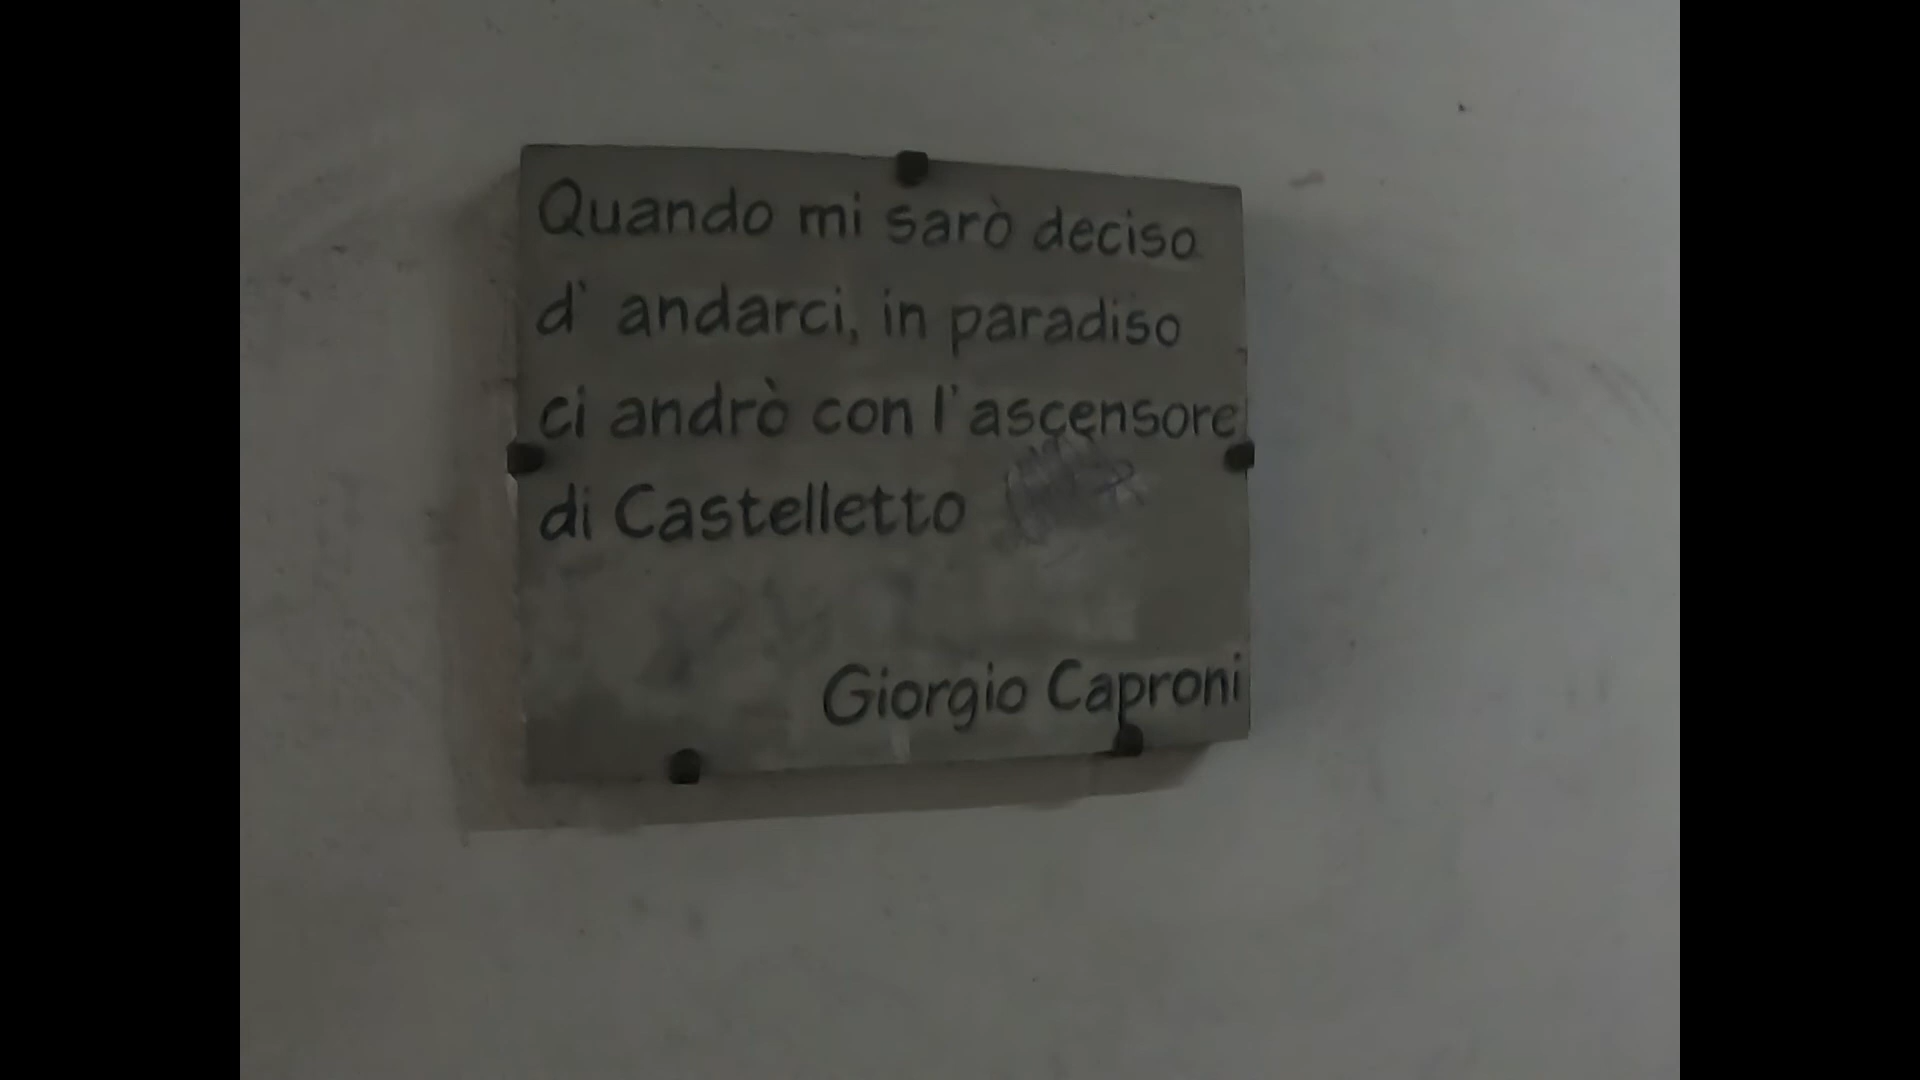 Quando mi sarò deciso
d' andarci, in paradiso
ci andrò con l'ascensore
di Castelletto
Giorgio Caproni